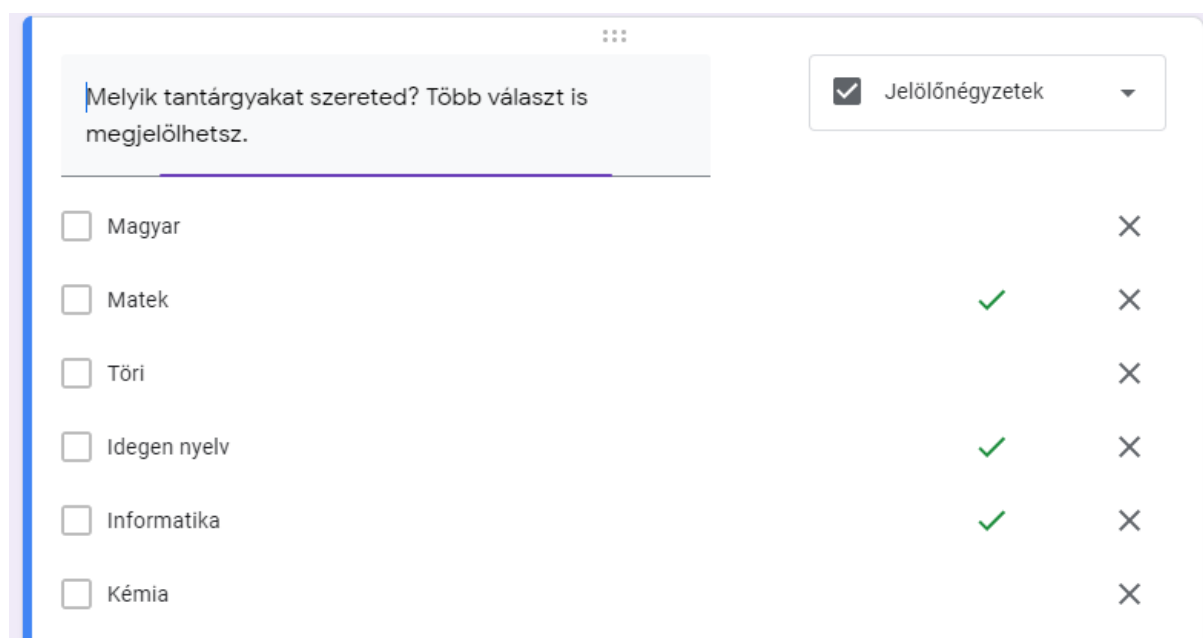 Melyik tantárgyakat szereted? Több választ is
megjelölhetsz.
Jelölőnégyzetek
Magyar
Matek
Töri
Idegen nyelv
Informatika
Kémia